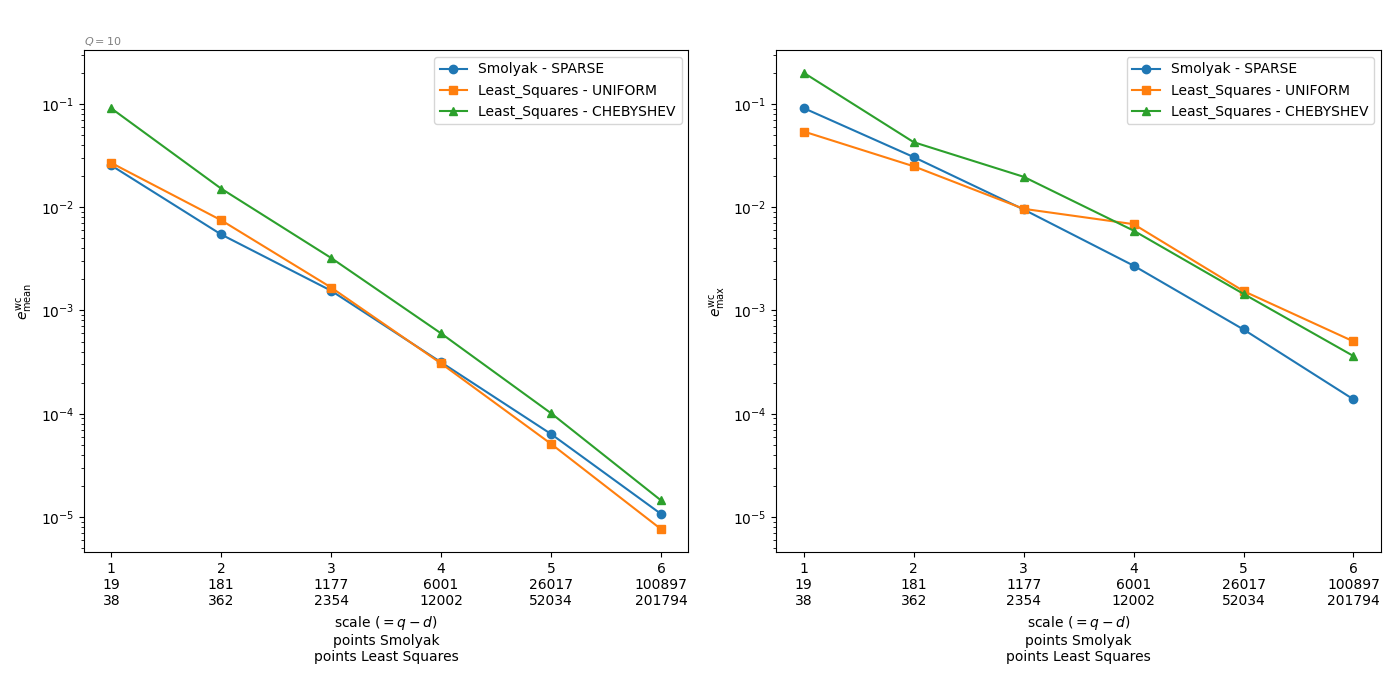 Q = 10
Smolyak - SPARSE
Least_Squares - UNIFORM
Least_Squares - CHEBYSHEV
10⁻¹
10⁻²
10⁻³
10⁻⁴
10⁻⁵
e^wc_mean
1 2 3 4 5 6
19 181 1177 6001 26017 100897
38 362 2354 12002 52034 201794
scale (= q − d)
points Smolyak
points Least Squares
Smolyak - SPARSE
Least_Squares - UNIFORM
Least_Squares - CHEBYSHEV
10⁻¹
10⁻²
10⁻³
10⁻⁴
10⁻⁵
e^wc_max
1 2 3 4 5 6
19 181 1177 6001 26017 100897
38 362 2354 12002 52034 201794
scale (= q − d)
points Smolyak
points Least Squares